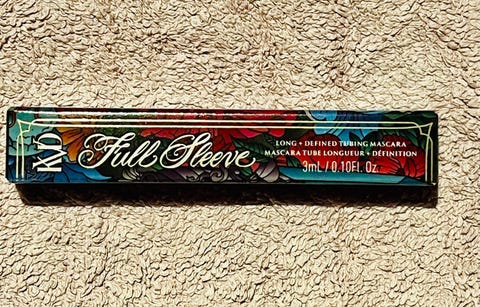 KVD
Full Sleeve
LONG + DEFINED TUBING MASCARA
MASCARA TUBE LONGUEUR + DÉFINITION
3mL / 0.10Fl. Oz.